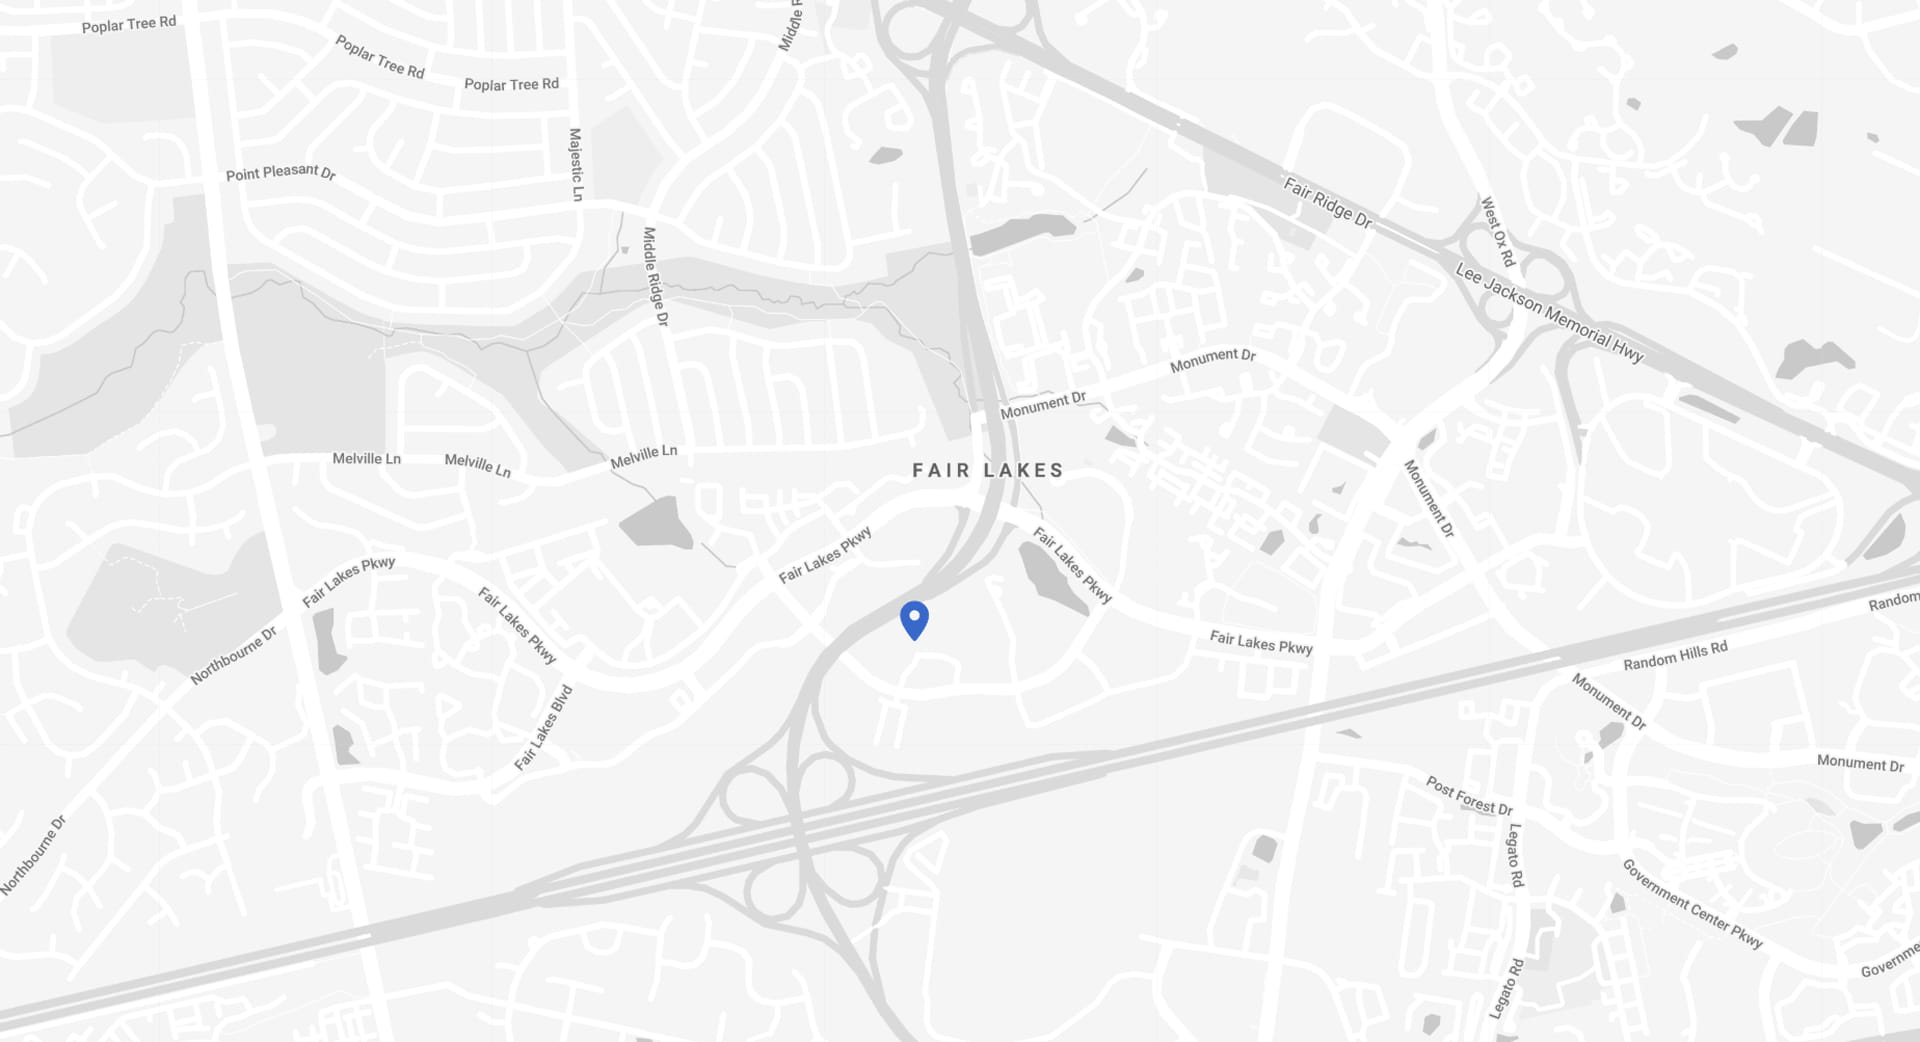 Poplar Tree Rd
Poplar Tree Rd
Poplar Tree Rd
Middle R
Majestic Ln
Point Pleasant Dr
Fair Ridge Dr
West Ox Rd
Middle Ridge Dr
Lee Jackson Memorial Hwy
Monument Dr
Monument Dr
Melville Ln
Melville Ln
Melville Ln
FAIR LAKES
Monument Dr
Fair Lakes Pkwy
Fair Lakes Pkwy
Fair Lakes Pkwy
Fair Lakes Pkwy
Northbourne Dr
Fair Lakes Pkwy
Random
Random Hills Rd
Fair Lakes Blvd
Monument Dr
Monument Dr
Post Forest Dr
Northbourne Dr
Legato Rd
Government Center Pkwy
Governme
Legato Rd